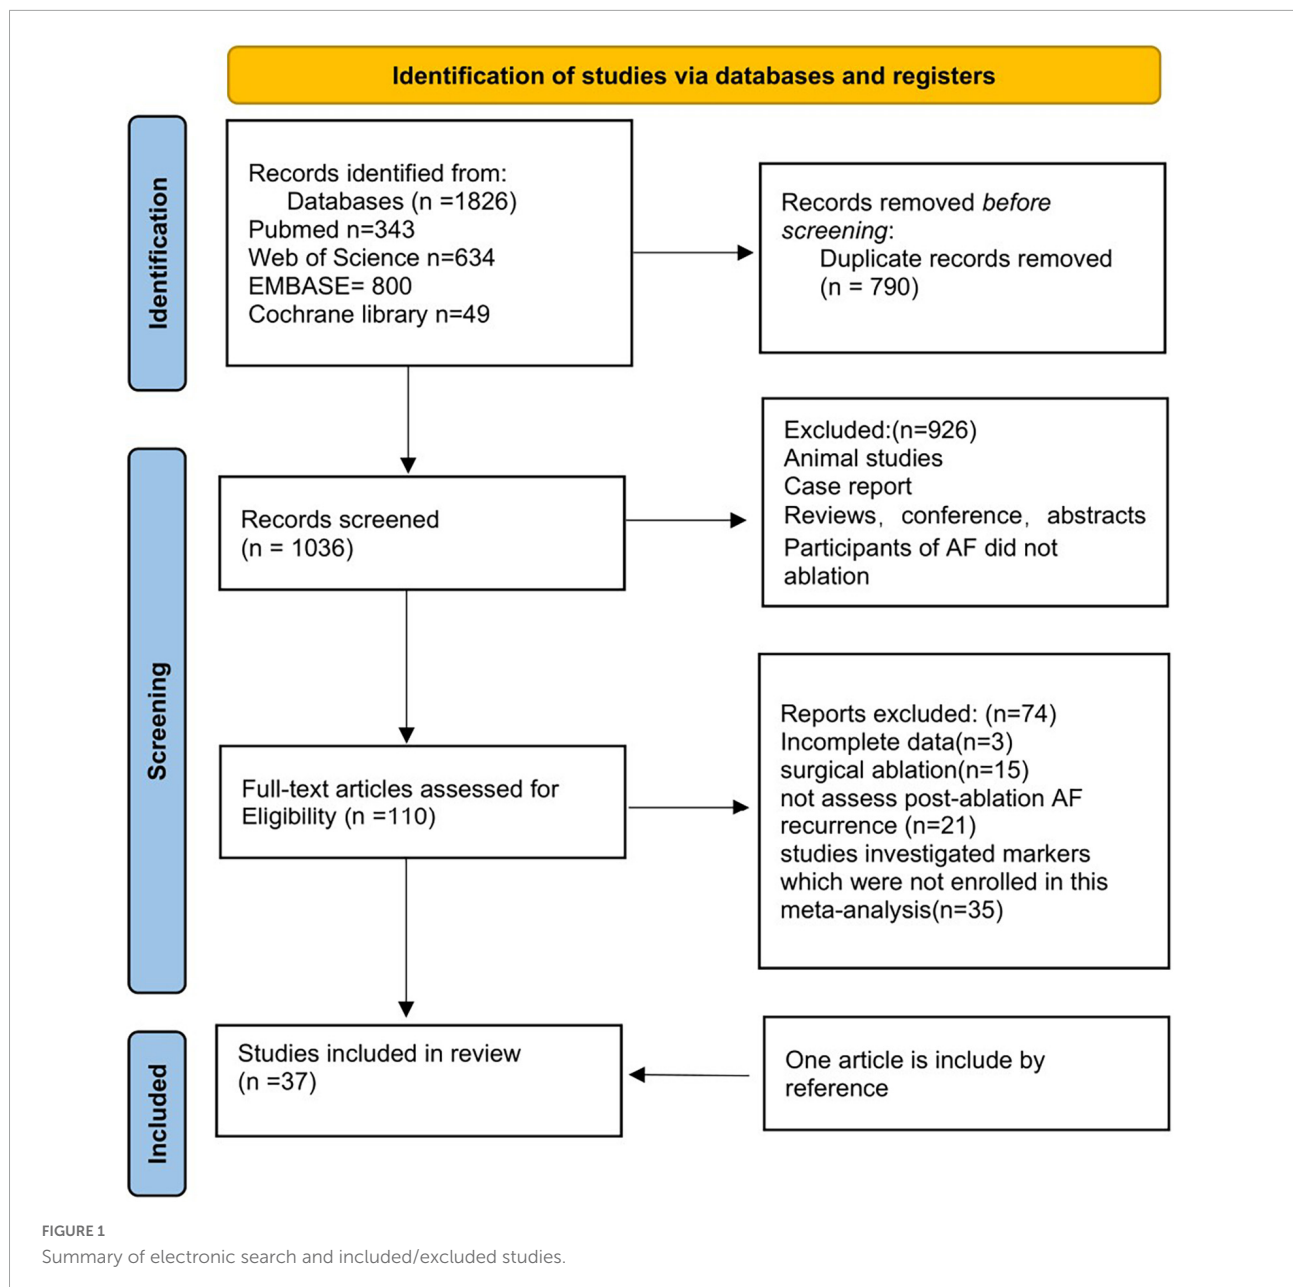 Identification of studies via databases and registers
Identification
Records identified from:
Databases (n =1826)
Pubmed n=343
Web of Science n=634
EMBASE= 800
Cochrane library n=49
Records removed before
screening:
Duplicate records removed
(n = 790)
Screening
Records screened
(n = 1036)
Excluded:(n=926)
Animal studies
Case report
Reviews, conference, abstracts
Participants of AF did not
ablation
Full-text articles assessed for
Eligibility (n =110)
Reports excluded: (n=74)
Incomplete data(n=3)
surgical ablation(n=15)
not assess post-ablation AF
recurrence (n=21)
studies investigated markers
which were not enrolled in this
meta-analysis(n=35)
Included
Studies included in review
(n =37)
One article is include by
reference
FIGURE 1
Summary of electronic search and included/excluded studies.